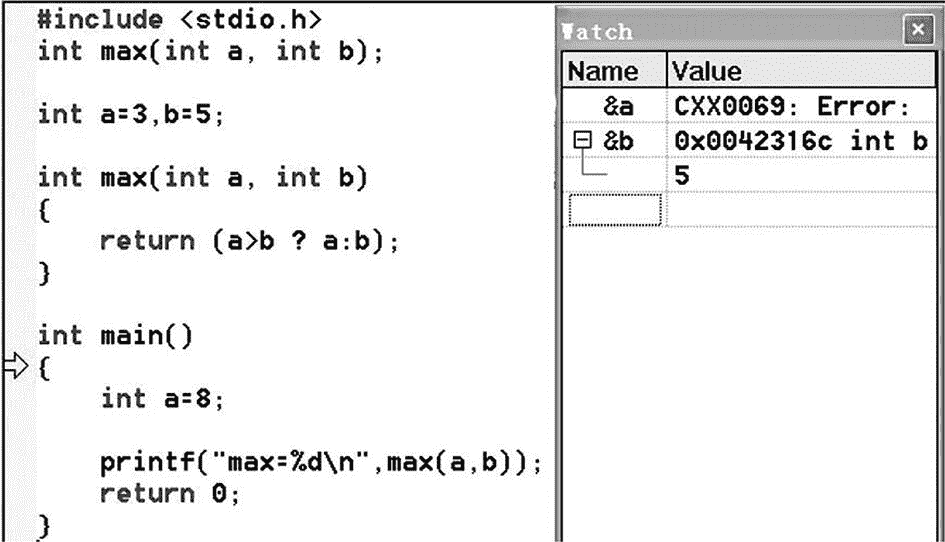 #include <stdio.h>
int max(int a, int b);
int a=3,b=5;
int max(int a, int b)
{
return (a>b ? a:b);
}
int main()
{
int a=8;
printf("max=%d\n",max(a,b));
return 0;
}
Watch
Name Value
&a CXX0069: Error:
&b 0x0042316c int b
5